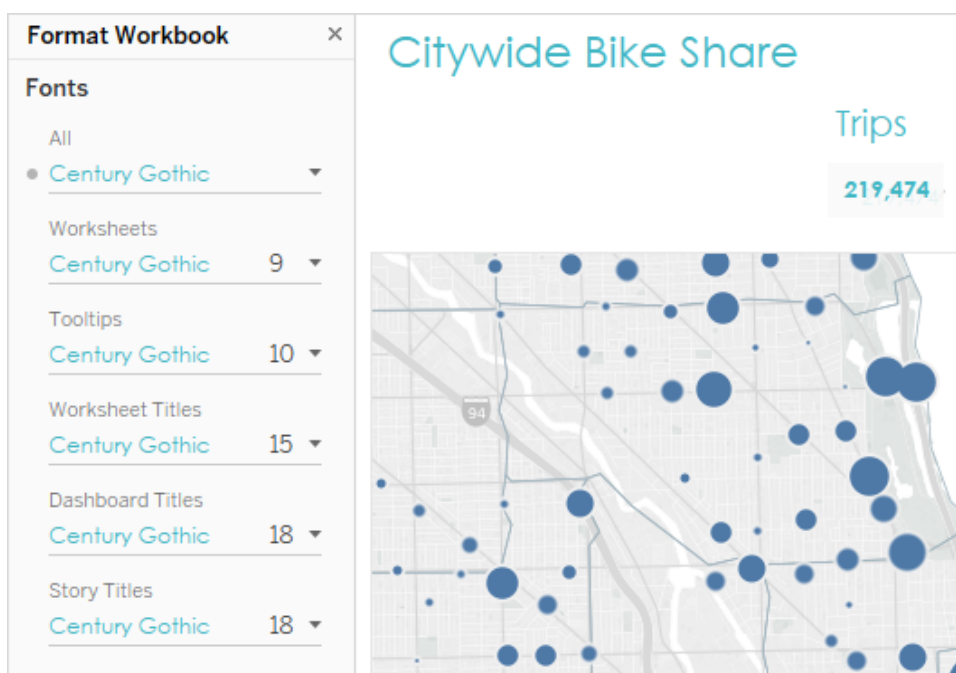 Format Workbook
Fonts
All
Century Gothic
Worksheets
Century Gothic 9
Tooltips
Century Gothic 10
Worksheet Titles
Century Gothic 15
Dashboard Titles
Century Gothic 18
Story Titles
Century Gothic 18
Citywide Bike Share
Trips
219,474
94